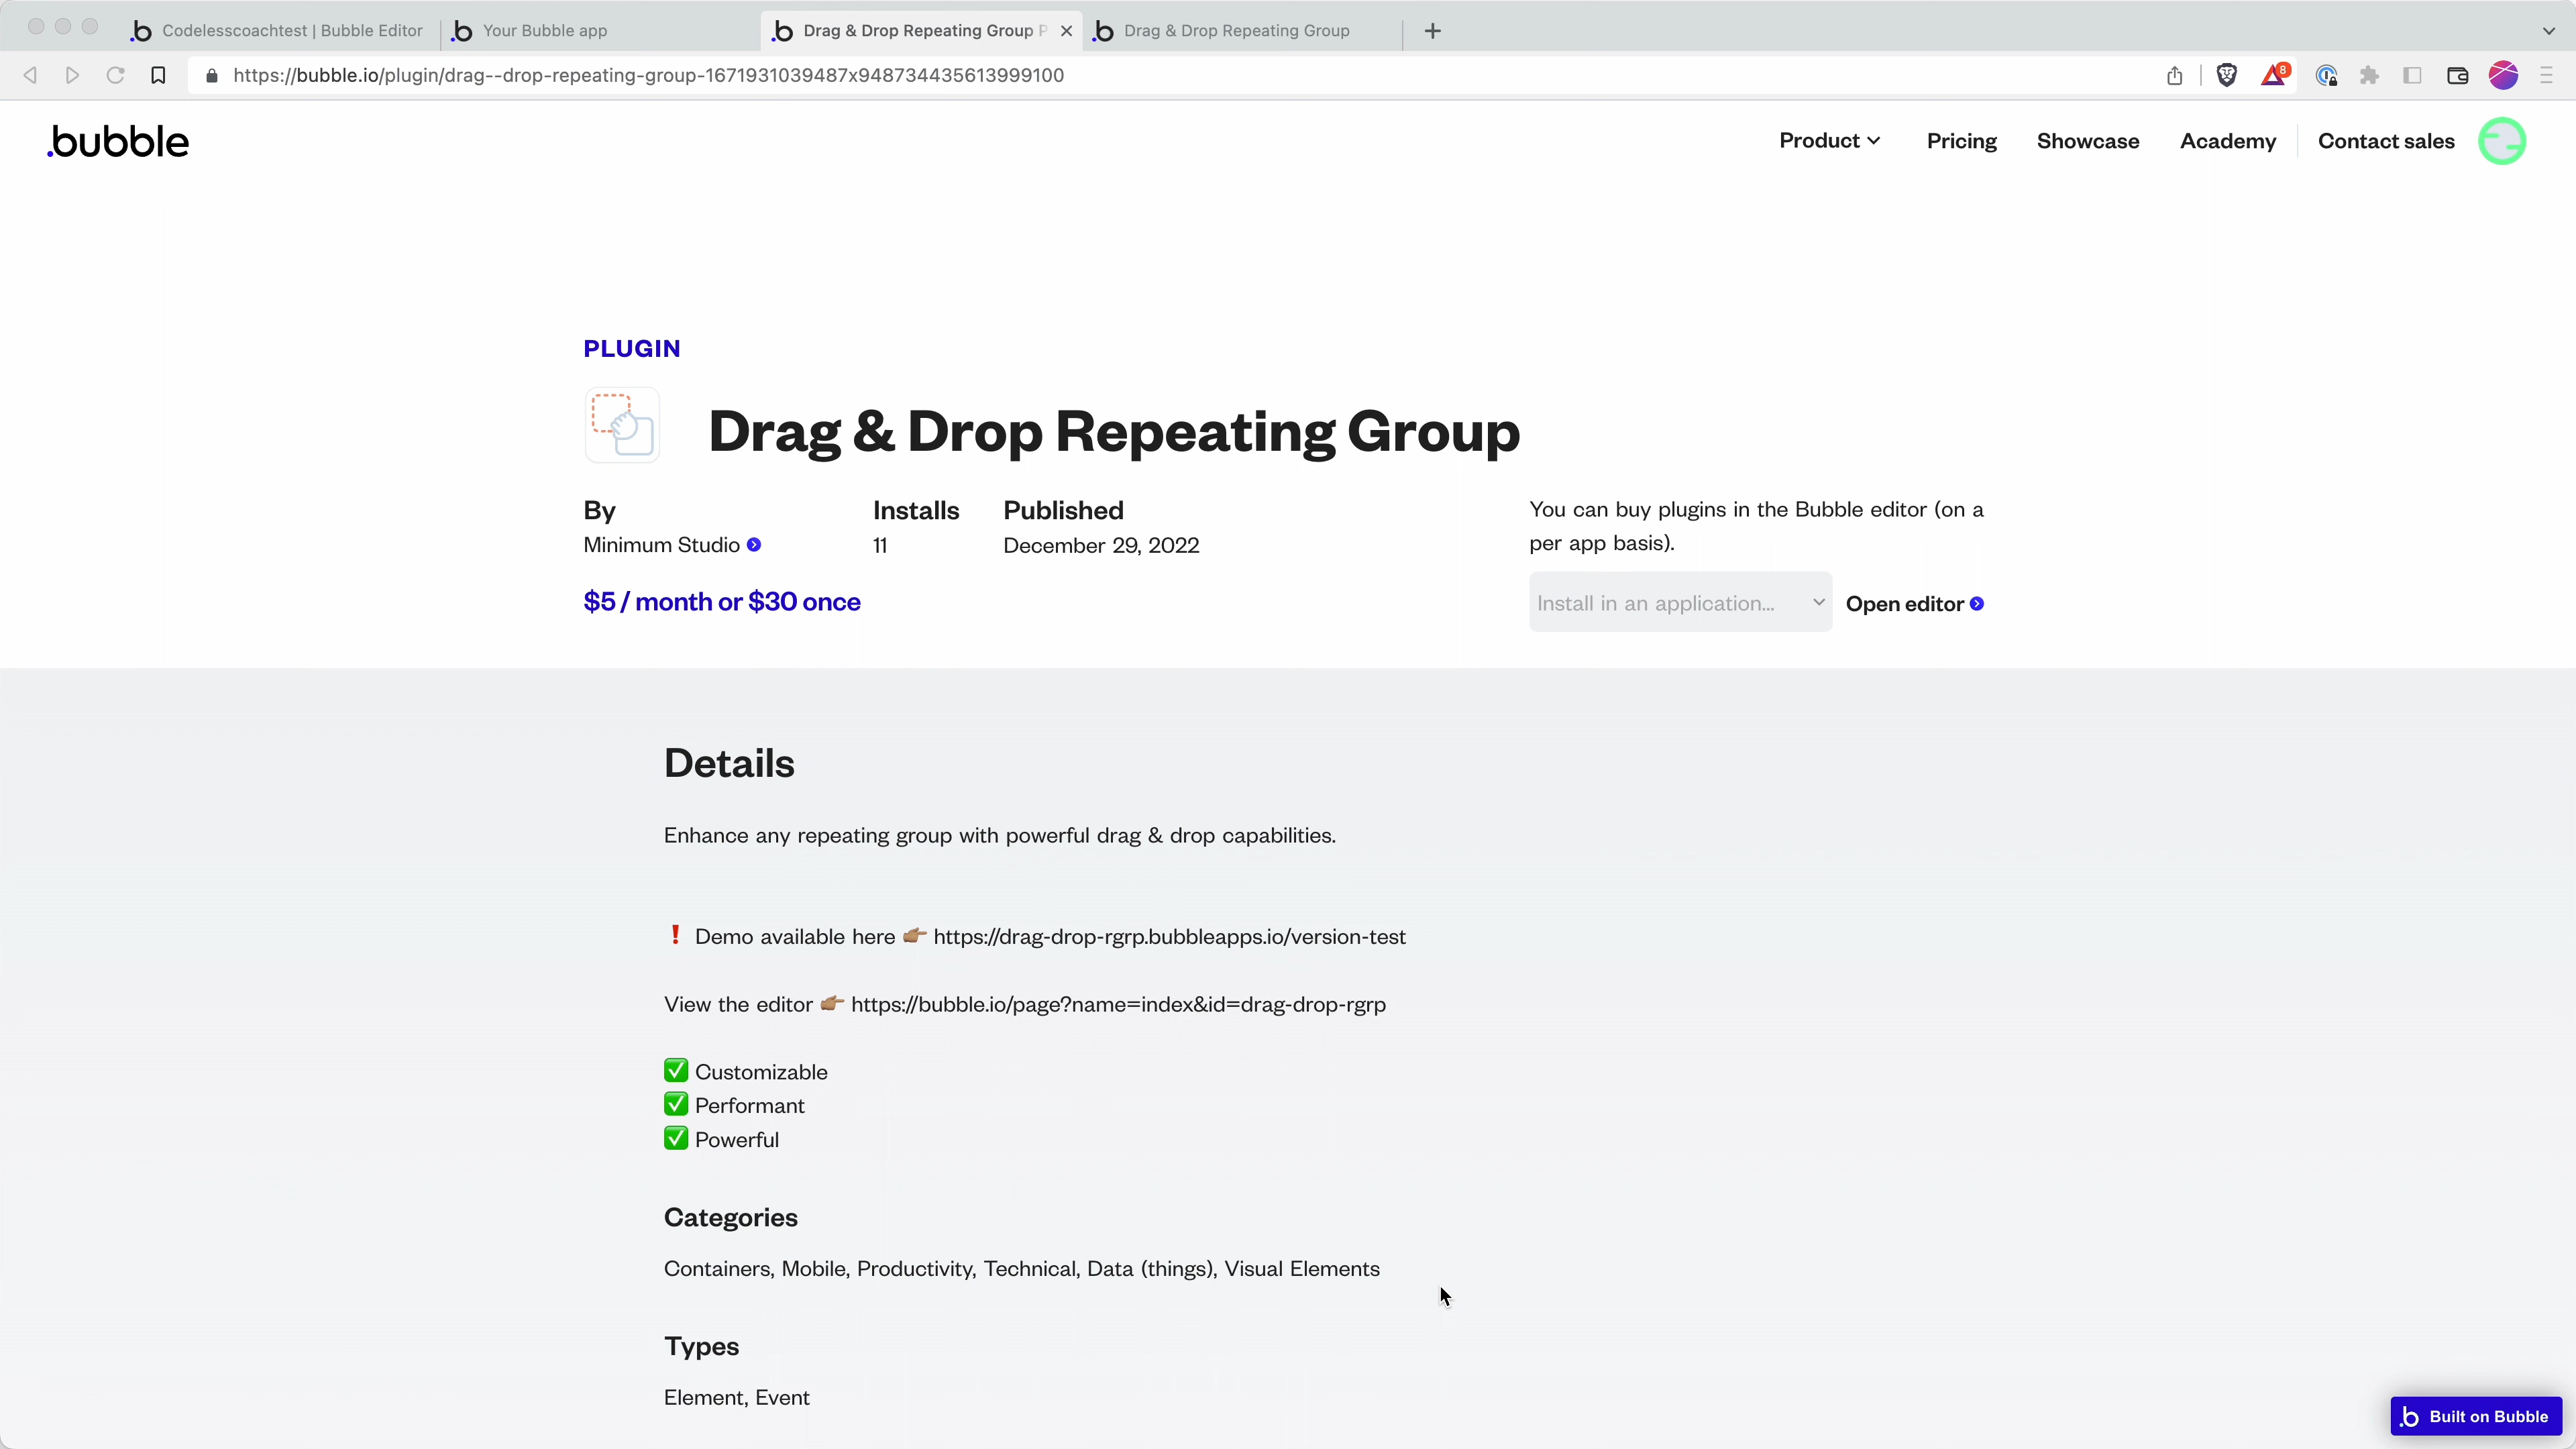 Codelesscoachtest | Bubble Editor
Your Bubble app
Drag & Drop Repeating Group P
Drag & Drop Repeating Group
https://bubble.io/plugin/drag--drop-repeating-group-1671931039487x948734435613999100
8
.bubble
Product
Pricing
Showcase
Academy
Contact sales
PLUGIN
Drag & Drop Repeating Group
By
Minimum Studio
Installs
11
Published
December 29, 2022
$5 / month or $30 once
You can buy plugins in the Bubble editor (on a
per app basis).
Install in an application...
Open editor
Details
Enhance any repeating group with powerful drag & drop capabilities.
❗ Demo available here 👉🏽 https://drag-drop-rgrp.bubbleapps.io/version-test
View the editor 👉🏽 https://bubble.io/page?name=index&id=drag-drop-rgrp
✅ Customizable
✅ Performant
✅ Powerful
Categories
Containers, Mobile, Productivity, Technical, Data (things), Visual Elements
Types
Element, Event
.b Built on Bubble